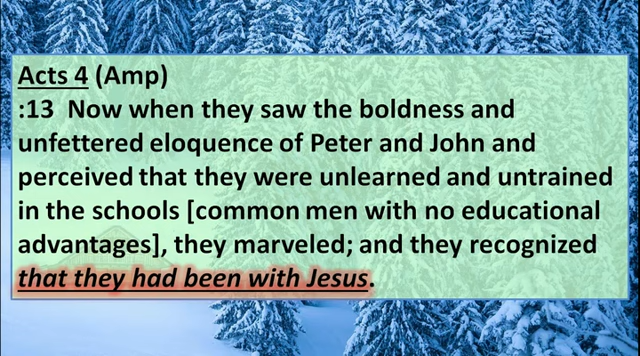 Acts 4 (Amp)
:13  Now when they saw the boldness and
unfettered eloquence of Peter and John and
perceived that they were unlearned and untrained
in the schools [common men with no educational
advantages], they marveled; and they recognized
that they had been with Jesus.